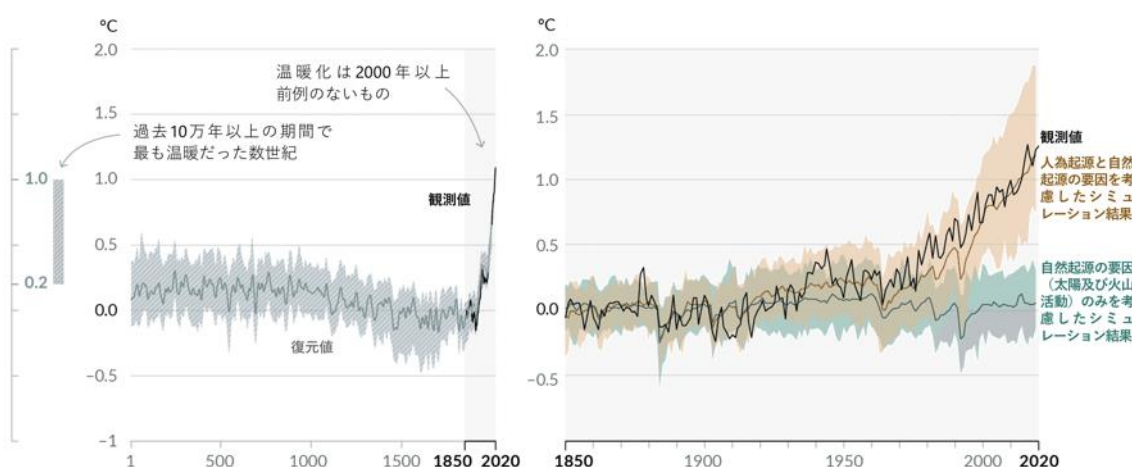 °C
2.0
1.5
1.0
0.5
0.0
−0.5
−1
1.0
0.2
過去10万年以上の期間で
最も温暖だった数世紀
温暖化は2000年以上
前例のないもの
観測値
復元値
1
500
1000
1500
1850
2020
°C
2.0
1.5
1.0
0.5
0.0
−0.5
観測値
人為起源と自然
起源の要因を考
慮したシミュ
レーション結果
自然起源の要因
（太陽及び火山
活動）のみを考
慮したシミュ
レーション結果
1850
1900
1950
2000
2020